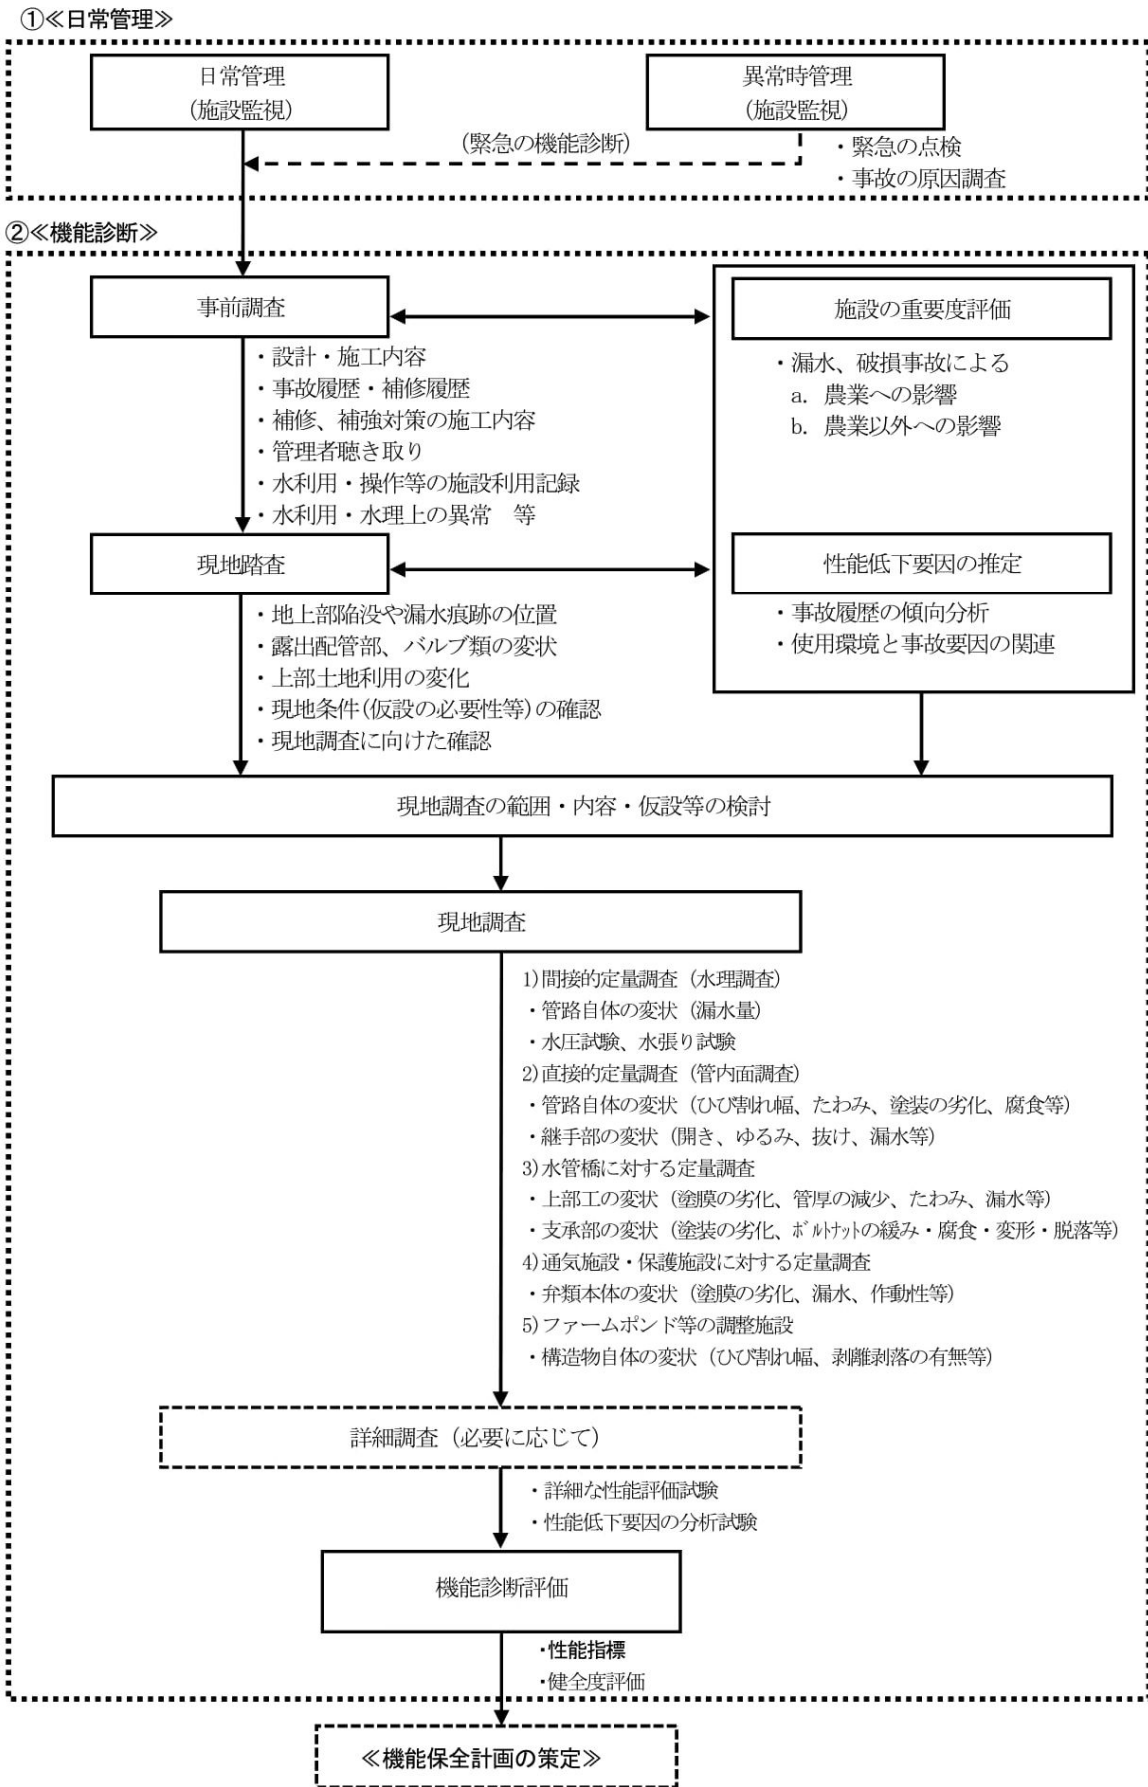 ①≪日常管理≫
日常管理
(施設監視)
異常時管理
(施設監視)
(緊急の機能診断)
・緊急の点検
・事故の原因調査
②≪機能診断≫
事前調査
・設計・施工内容
・事故履歴・補修履歴
・補修、補強対策の施工内容
・管理者聴き取り
・水利用・操作等の施設利用記録
・水利用・水理上の異常　等
施設の重要度評価
・漏水、破損事故による
a. 農業への影響
b. 農業以外への影響
現地踏査
・地上部陥没や漏水痕跡の位置
・露出配管部、バルブ類の変状
・上部土地利用の変化
・現地条件(仮設の必要性等)の確認
・現地調査に向けた確認
性能低下要因の推定
・事故履歴の傾向分析
・使用環境と事故要因の関連
現地調査の範囲・内容・仮設等の検討
現地調査
1)間接的定量調査（水理調査）
・管路自体の変状（漏水量）
・水圧試験、水張り試験
2)直接的定量調査（管内面調査）
・管路自体の変状（ひび割れ幅、たわみ、塗装の劣化、腐食等）
・継手部の変状（開き、ゆるみ、抜け、漏水等）
3)水管橋に対する定量調査
・上部工の変状（塗膜の劣化、管厚の減少、たわみ、漏水等）
・支承部の変状（塗装の劣化、ﾎﾞﾙﾄﾅｯﾄの緩み・腐食・変形・脱落等）
4)通気施設・保護施設に対する定量調査
・弁類本体の変状（塗膜の劣化、漏水、作動性等）
5)ファームポンド等の調整施設
・構造物自体の変状（ひび割れ幅、剥離剥落の有無等）
詳細調査（必要に応じて）
・詳細な性能評価試験
・性能低下要因の分析試験
機能診断評価
・性能指標
・健全度評価
≪機能保全計画の策定≫